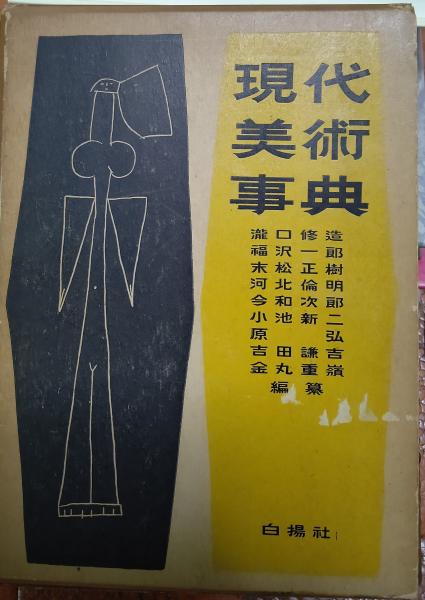 現代
美術
事典
瀧口修造
福沢一郎
末松正樹
河北倫明
今和次郎
小池新二
原弘
吉田謙吉
金丸重嶺
編纂
白揚社